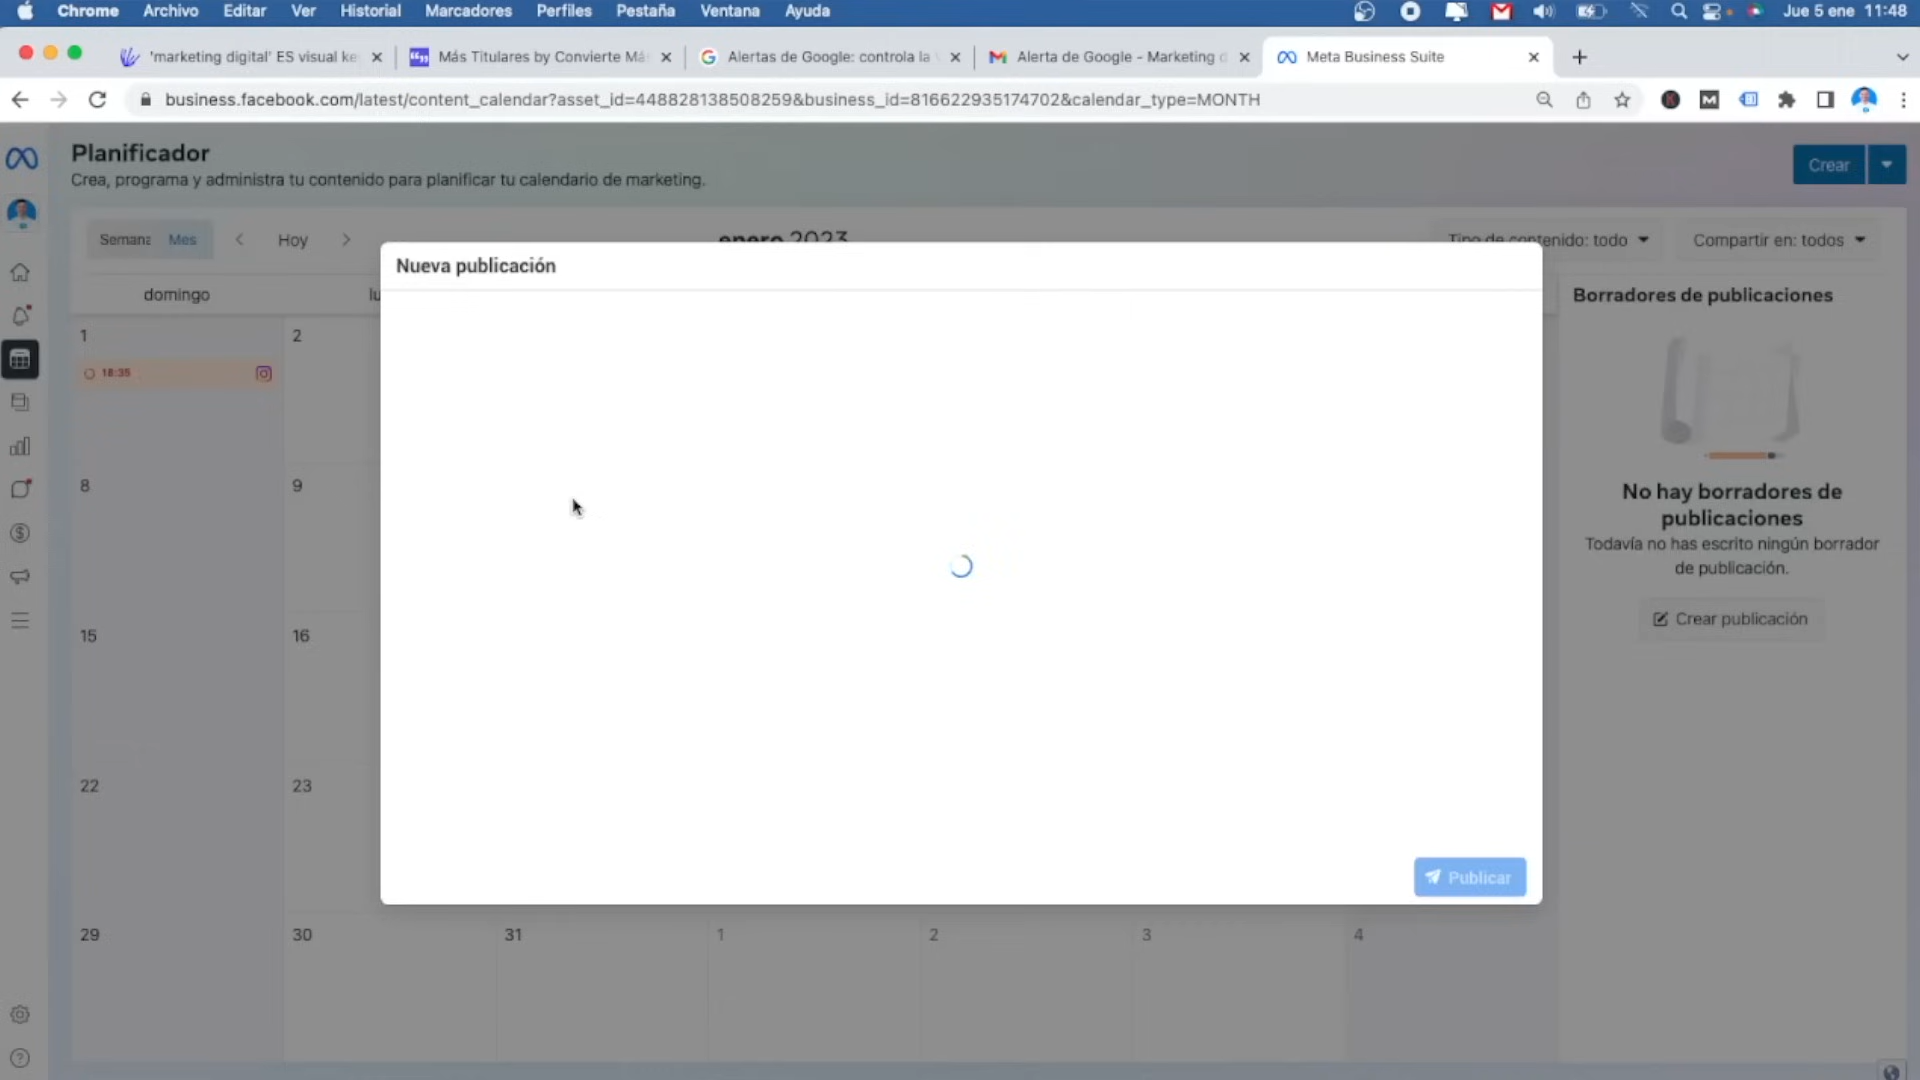 Chrome Archivo Editar Ver Historial Marcadores Perfiles Pestaña Ventana Ayuda Jue 5 ene 11:48
'marketing digital' ES visual ke
Más Titulares by Convierte Má
Alertas de Google: controla la
Alerta de Google - Marketing d
Meta Business Suite
business.facebook.com/latest/content_calendar?asset_id=448828138508259&business_id=816622935174702&calendar_type=MONTH
Planificador
Crea, programa y administra tu contenido para planificar tu calendario de marketing.
Crear
Semana Mes Hoy enero 2023 Tipo de contenido: todo Compartir en: todos
Nueva publicación
domingo lu
Borradores de publicaciones
1 2
18:35
8 9
No hay borradores de
publicaciones
Todavía no has escrito ningún borrador
de publicación.
Crear publicación
15 16
22 23
Publicar
29 30 31 1 2 3 4